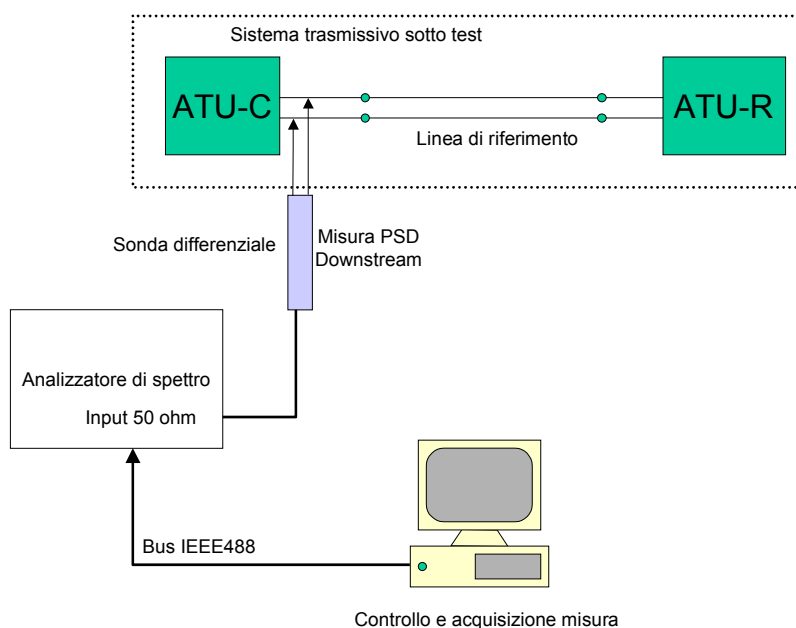 Sistema trasmissivo sotto test
ATU-C
ATU-R
Linea di riferimento
Sonda differenziale
Misura PSD
Downstream
Analizzatore di spettro
Input 50 ohm
Bus IEEE488
Controllo e acquisizione misura